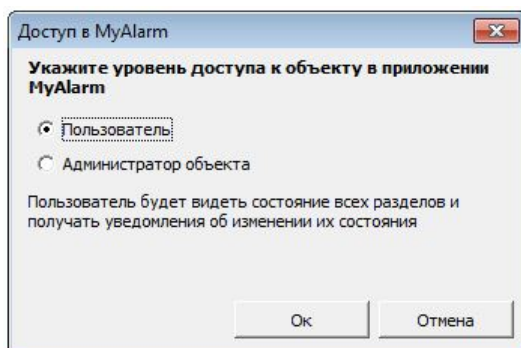 Доступ в MyAlarm
Укажите уровень доступа к объекту в приложении
MyAlarm
Пользователь
Администратор объекта
Пользователь будет видеть состояние всех разделов и
получать уведомления об изменении их состояния
Ок
Отмена